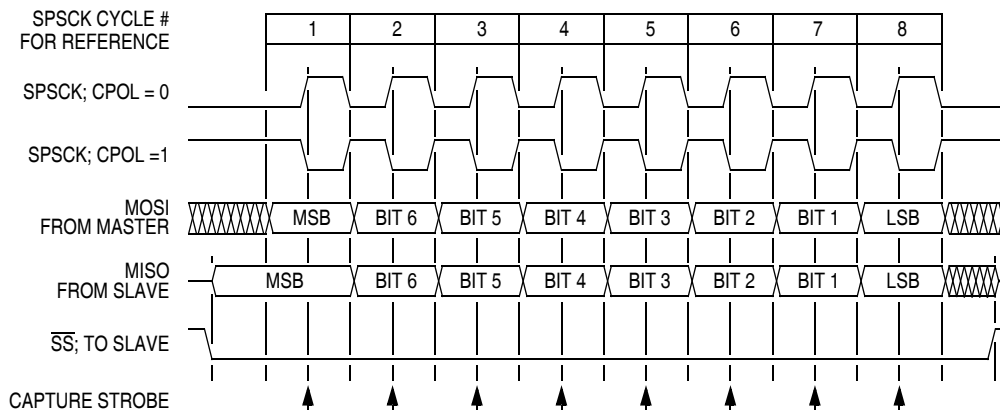 SPSCK CYCLE #
FOR REFERENCE
1 2 3 4 5 6 7 8
SPSCK; CPOL = 0
SPSCK; CPOL =1
MOSI
FROM MASTER
MSB BIT 6 BIT 5 BIT 4 BIT 3 BIT 2 BIT 1 LSB
MISO
FROM SLAVE
MSB BIT 6 BIT 5 BIT 4 BIT 3 BIT 2 BIT 1 LSB
SS; TO SLAVE
CAPTURE STROBE